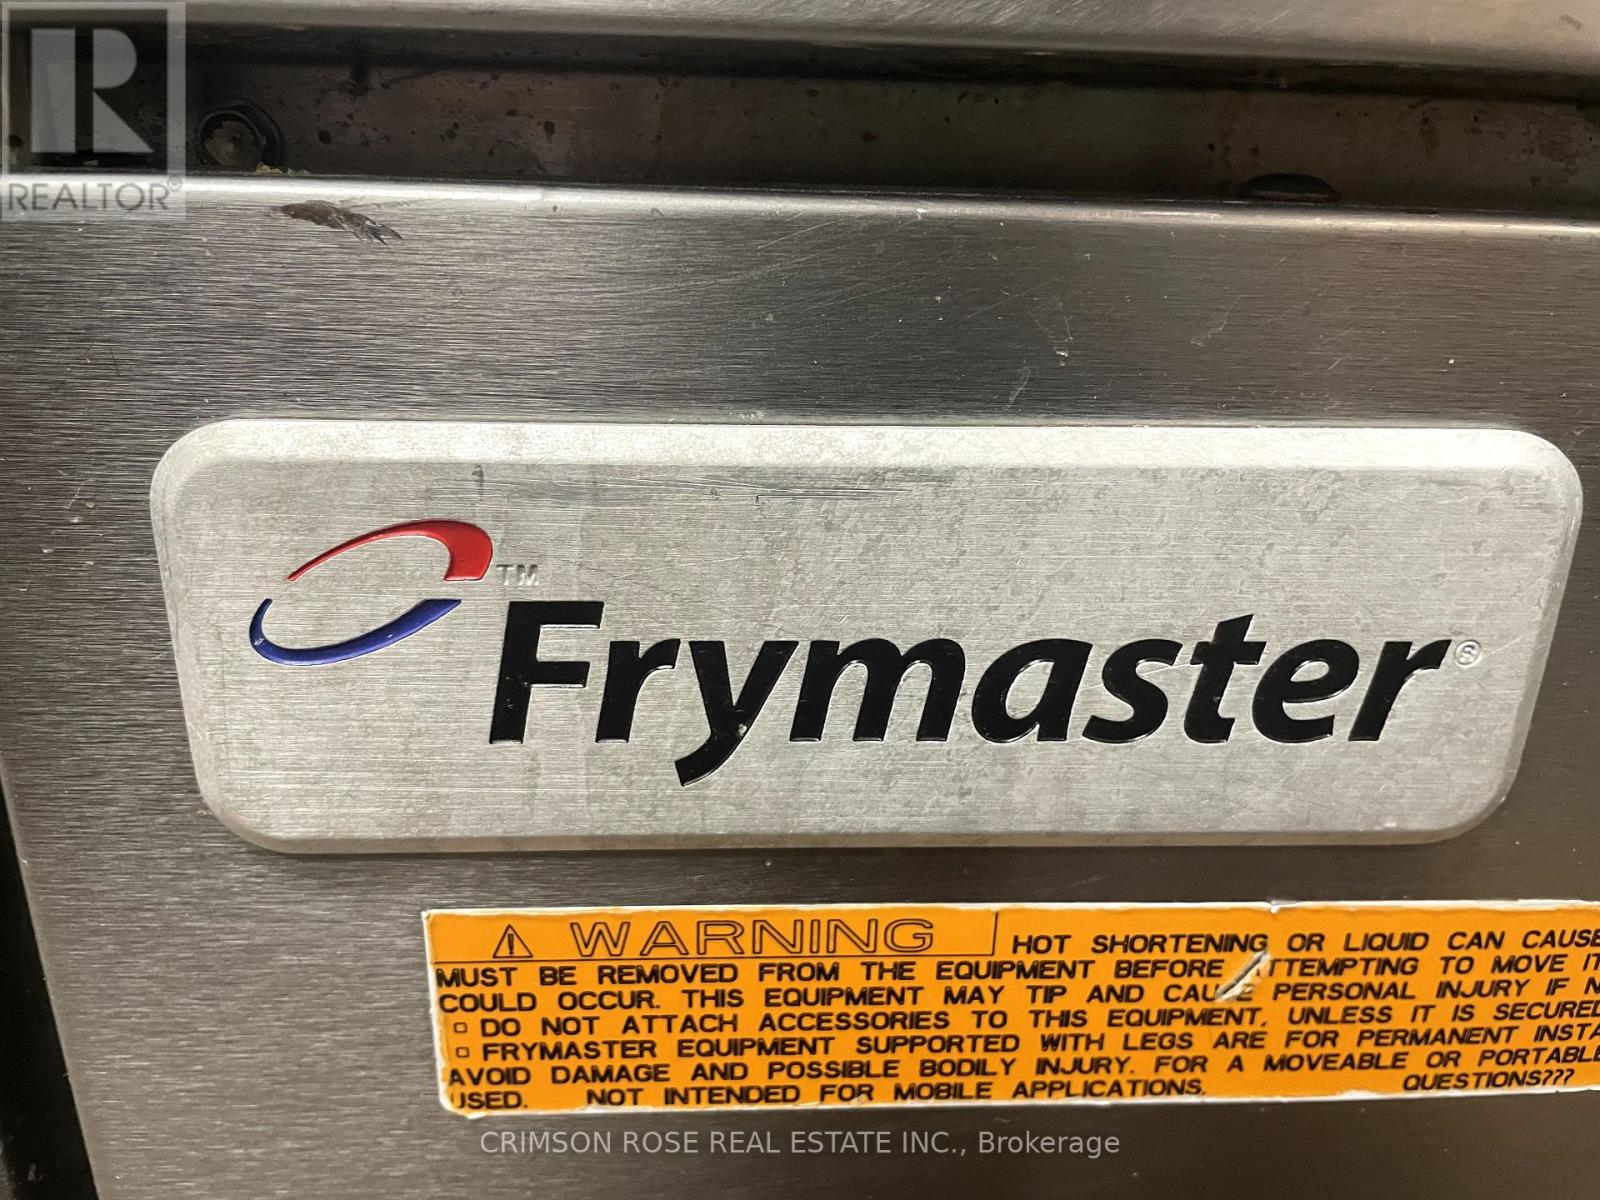 REALTOR®
™
Frymaster®
⚠ WARNING HOT SHORTENING OR LIQUID CAN CAUSE
MUST BE REMOVED FROM THE EQUIPMENT BEFORE ATTEMPTING TO MOVE IT
COULD OCCUR. THIS EQUIPMENT MAY TIP AND CAUSE PERSONAL INJURY IF
□ DO NOT ATTACH ACCESSORIES TO THIS EQUIPMENT, UNLESS IT IS SECURED
□ FRYMASTER EQUIPMENT SUPPORTED WITH LEGS ARE FOR PERMANENT INSTA
AVOID DAMAGE AND POSSIBLE BODILY INJURY. FOR A MOVEABLE OR PORTABLE
USED. NOT INTENDED FOR MOBILE APPLICATIONS. QUESTIONS???
CRIMSON ROSE REAL ESTATE INC., Brokerage